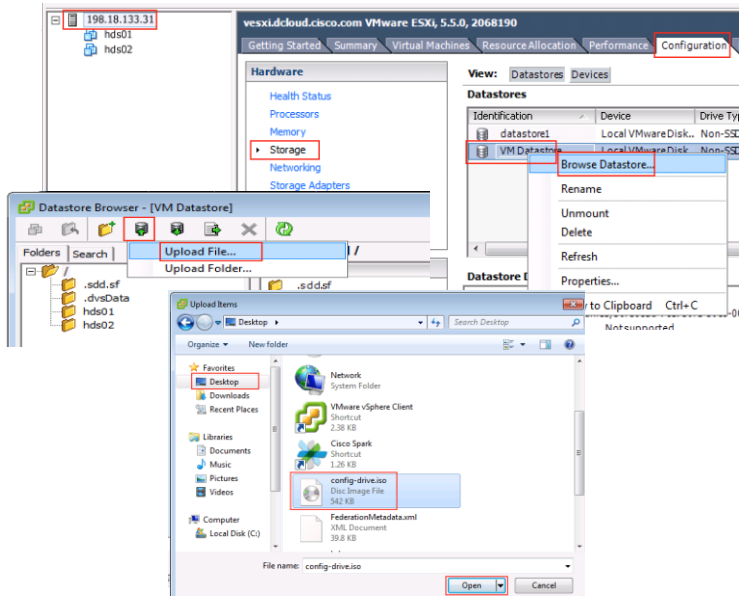 198.18.133.31
hds01
hds02
vesxi.dcloud.cisco.com VMware ESXi, 5.5.0, 2068190
Getting Started Summary Virtual Machines Resource Allocation Performance Configuration
Hardware
Health Status
Processors
Memory
Storage
Networking
Storage Adapters
View: Datastores Devices
Datastores
Identification Device Drive Ty
datastore1 Local VMware Disk.. Non-SSD
VM Datastore Local VMware Disk.. Non-SSD
Browse Datastore...
Rename
Unmount
Delete
Refresh
Properties...
to Clipboard Ctrl+C
Datastore D
Not supported
Datastore Browser - [VM Datastore]
Folders Search
Upload File...
Upload Folder...
/
.sdd.sf
.dvsData
hds01
hds02
] /
.sdd.sf
Upload Items
Desktop
Search Desktop
Organize New folder
Favorites
Desktop
Downloads
Recent Places
Libraries
Documents
Music
Pictures
Videos
Computer
Local Disk (C:)
Network
System Folder
VMware vSphere Client
Shortcut
2.38 KB
Cisco Spark
Shortcut
1.26 KB
config-drive.iso
Disc Image File
542 KB
FederationMetadata.xml
XML Document
39.8 KB
File name: config-drive.iso
Open Cancel